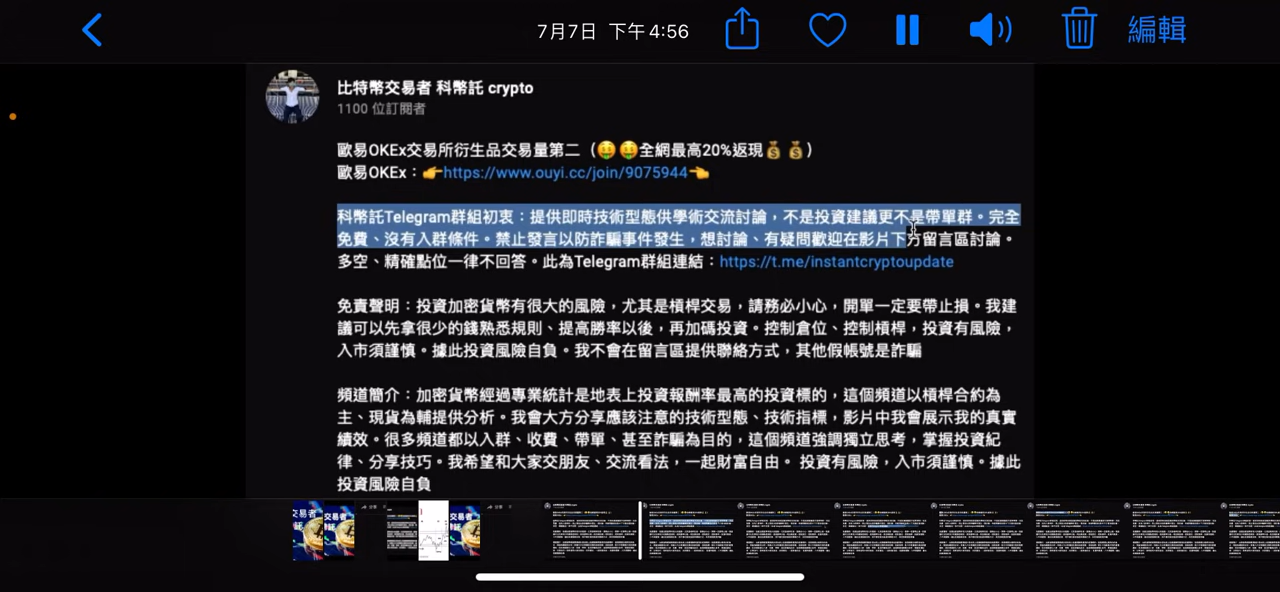 7月7日 下午4:56
編輯
比特幣交易者 科幣託 crypto
1100 位訂閱者
歐易OKEx交易所衍生品交易量第二（🤑🤑全網最高20%返現💰💰）
歐易OKEx：👉https://www.ouyi.cc/join/9075944👈
科幣託Telegram群組初衷：提供即時技術型態供學術交流討論，不是投資建議更不是帶單群。完全
免費、沒有入群條件。禁止發言以防詐騙事件發生，想討論、有疑問歡迎在影片下方留言區討論。
多空、精確點位一律不回答。此為Telegram群組連結：https://t.me/instantcryptoupdate
免責聲明：投資加密貨幣有很大的風險，尤其是槓桿交易，請務必小心，開單一定要帶止損。我建
議可以先拿很少的錢熟悉規則、提高勝率以後，再加碼投資。控制倉位、控制槓桿，投資有風險，
入市須謹慎。據此投資風險自負。我不會在留言區提供聯絡方式，其他假帳號是詐騙
頻道簡介：加密貨幣經過專業統計是地表上投資報酬率最高的投資標的，這個頻道以槓桿合約為
主、現貨為輔提供分析。我會大方分享應該注意的技術型態、技術指標，影片中我會展示我的真實
績效。很多頻道都以入群、收費、帶單、甚至詐騙為目的，這個頻道強調獨立思考，掌握投資紀
律、分享技巧。我希望和大家交朋友、交流看法，一起財富自由。 投資有風險，入市須謹慎。據此
投資風險自負